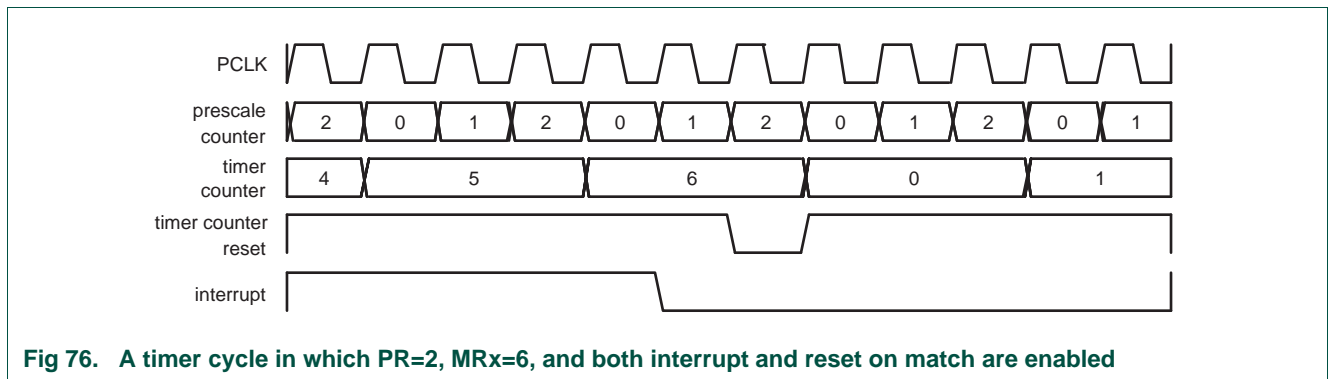 PCLK
prescale
counter
2 0 1 2 0 1 2 0 1 2 0 1
timer
counter
4 5 6 0 1
timer counter
reset
interrupt
Fig 76. A timer cycle in which PR=2, MRx=6, and both interrupt and reset on match are enabled